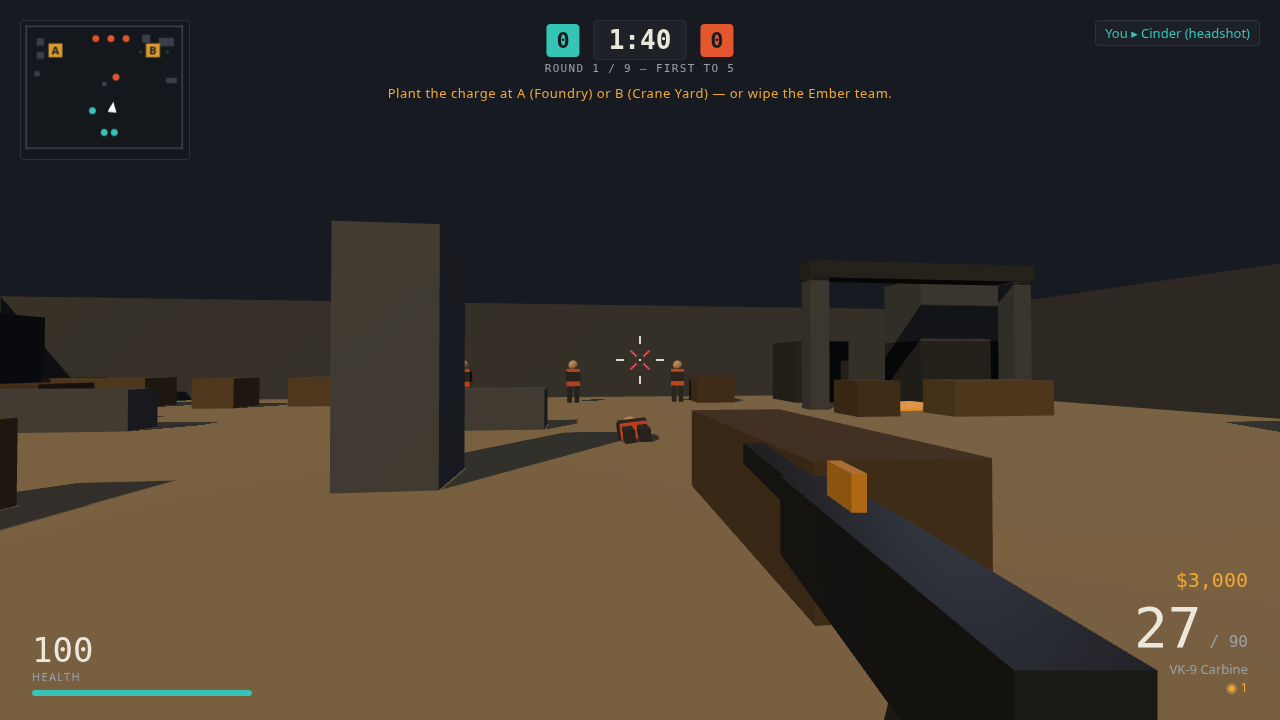 A
B
0
1:40
0
ROUND 1 / 9 — FIRST TO 5
Plant the charge at A (Foundry) or B (Crane Yard) — or wipe the Ember team.
You ▸ Cinder (headshot)
100
HEALTH
$3,000
27 / 90
VK-9 Carbine
◉ 1